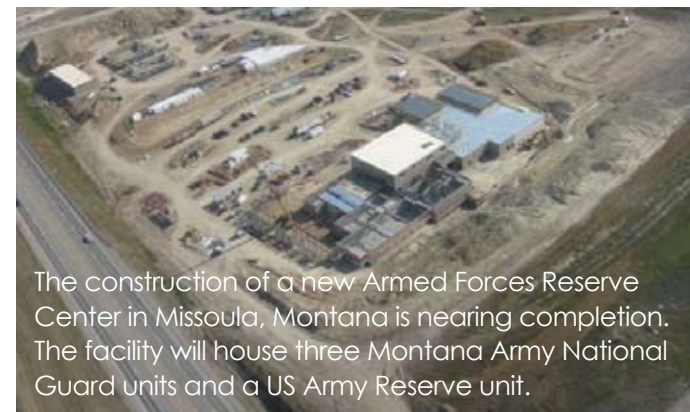 The construction of a new Armed Forces Reserve
Center in Missoula, Montana is nearing completion.
The facility will house three Montana Army National
Guard units and a US Army Reserve unit.